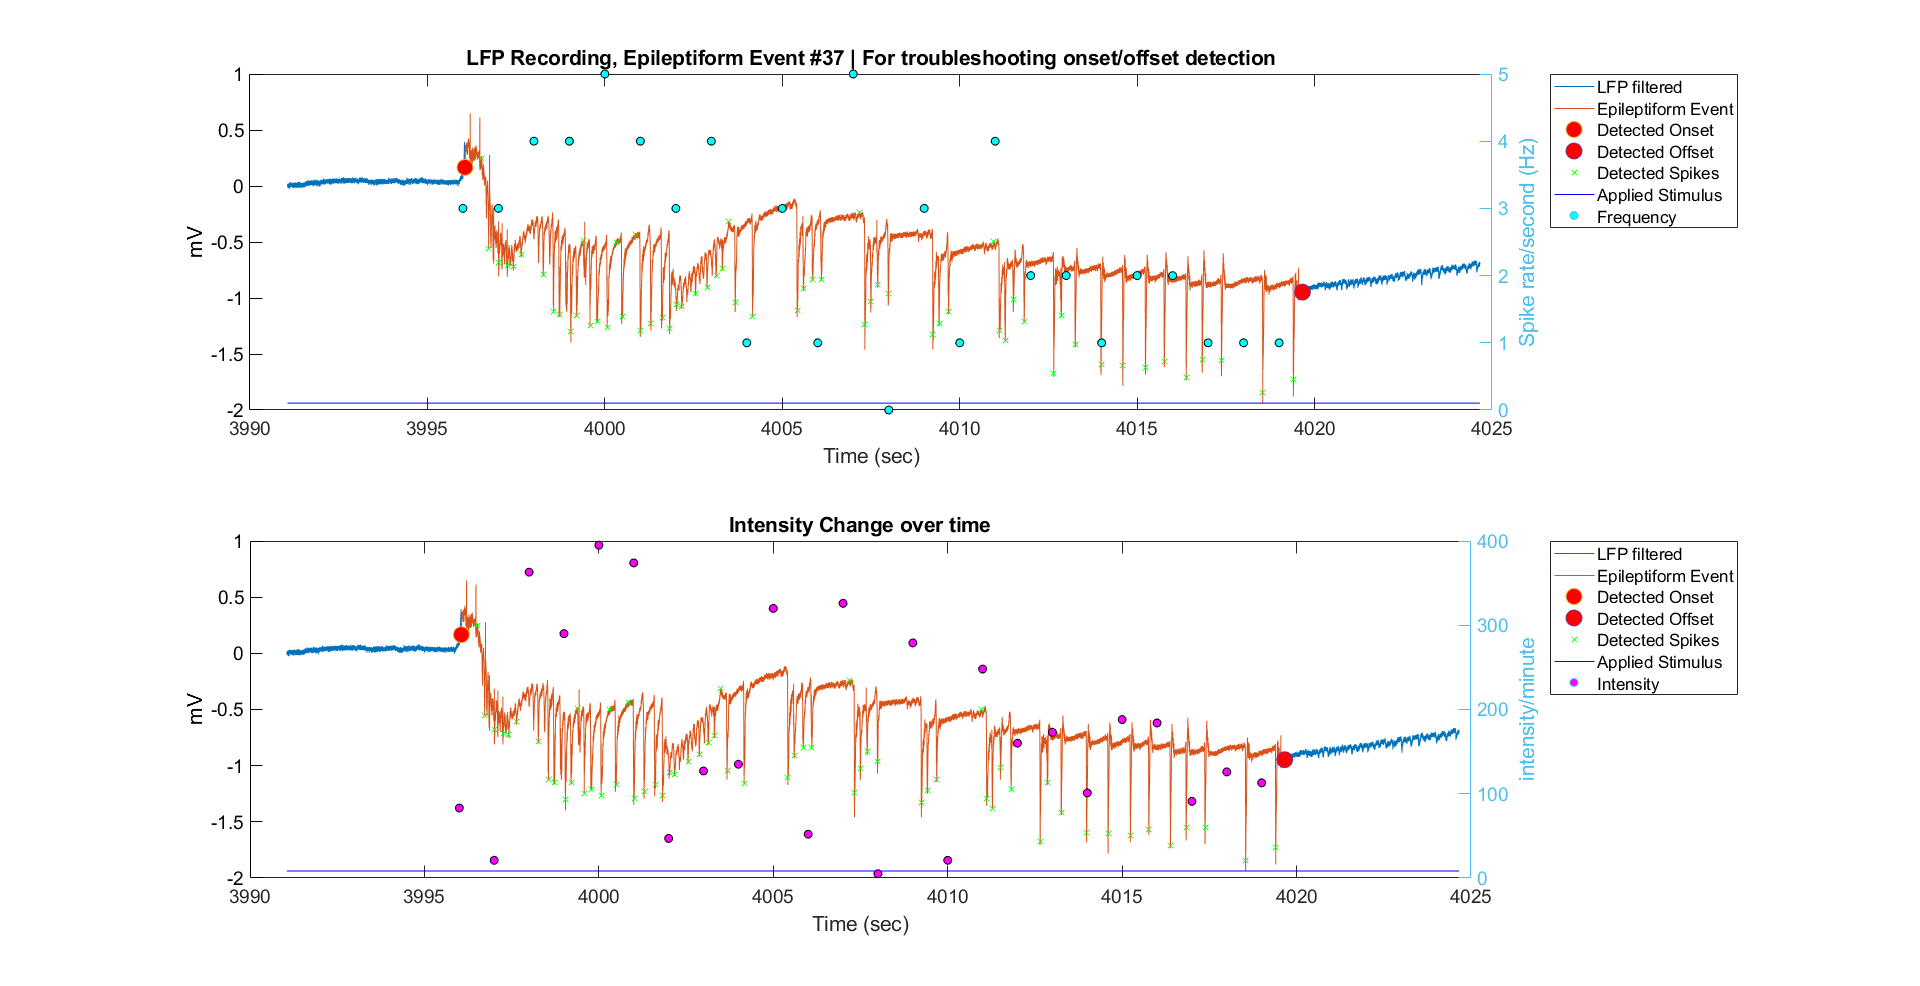 LFP Recording, Epileptiform Event #37 | For troubleshooting onset/offset detection
1
0.5
0
-0.5
-1
-1.5
-2
mV
3990
3995
4000
4005
4010
4015
4020
4025
Time (sec)
5
4
3
2
1
0
Spike rate/second (Hz)
LFP filtered
Epileptiform Event
Detected Onset
Detected Offset
Detected Spikes
Applied Stimulus
Frequency
Intensity Change over time
1
0.5
0
-0.5
-1
-1.5
-2
mV
3990
3995
4000
4005
4010
4015
4020
4025
Time (sec)
400
300
200
100
0
intensity/minute
LFP filtered
Epileptiform Event
Detected Onset
Detected Offset
Detected Spikes
Applied Stimulus
Intensity